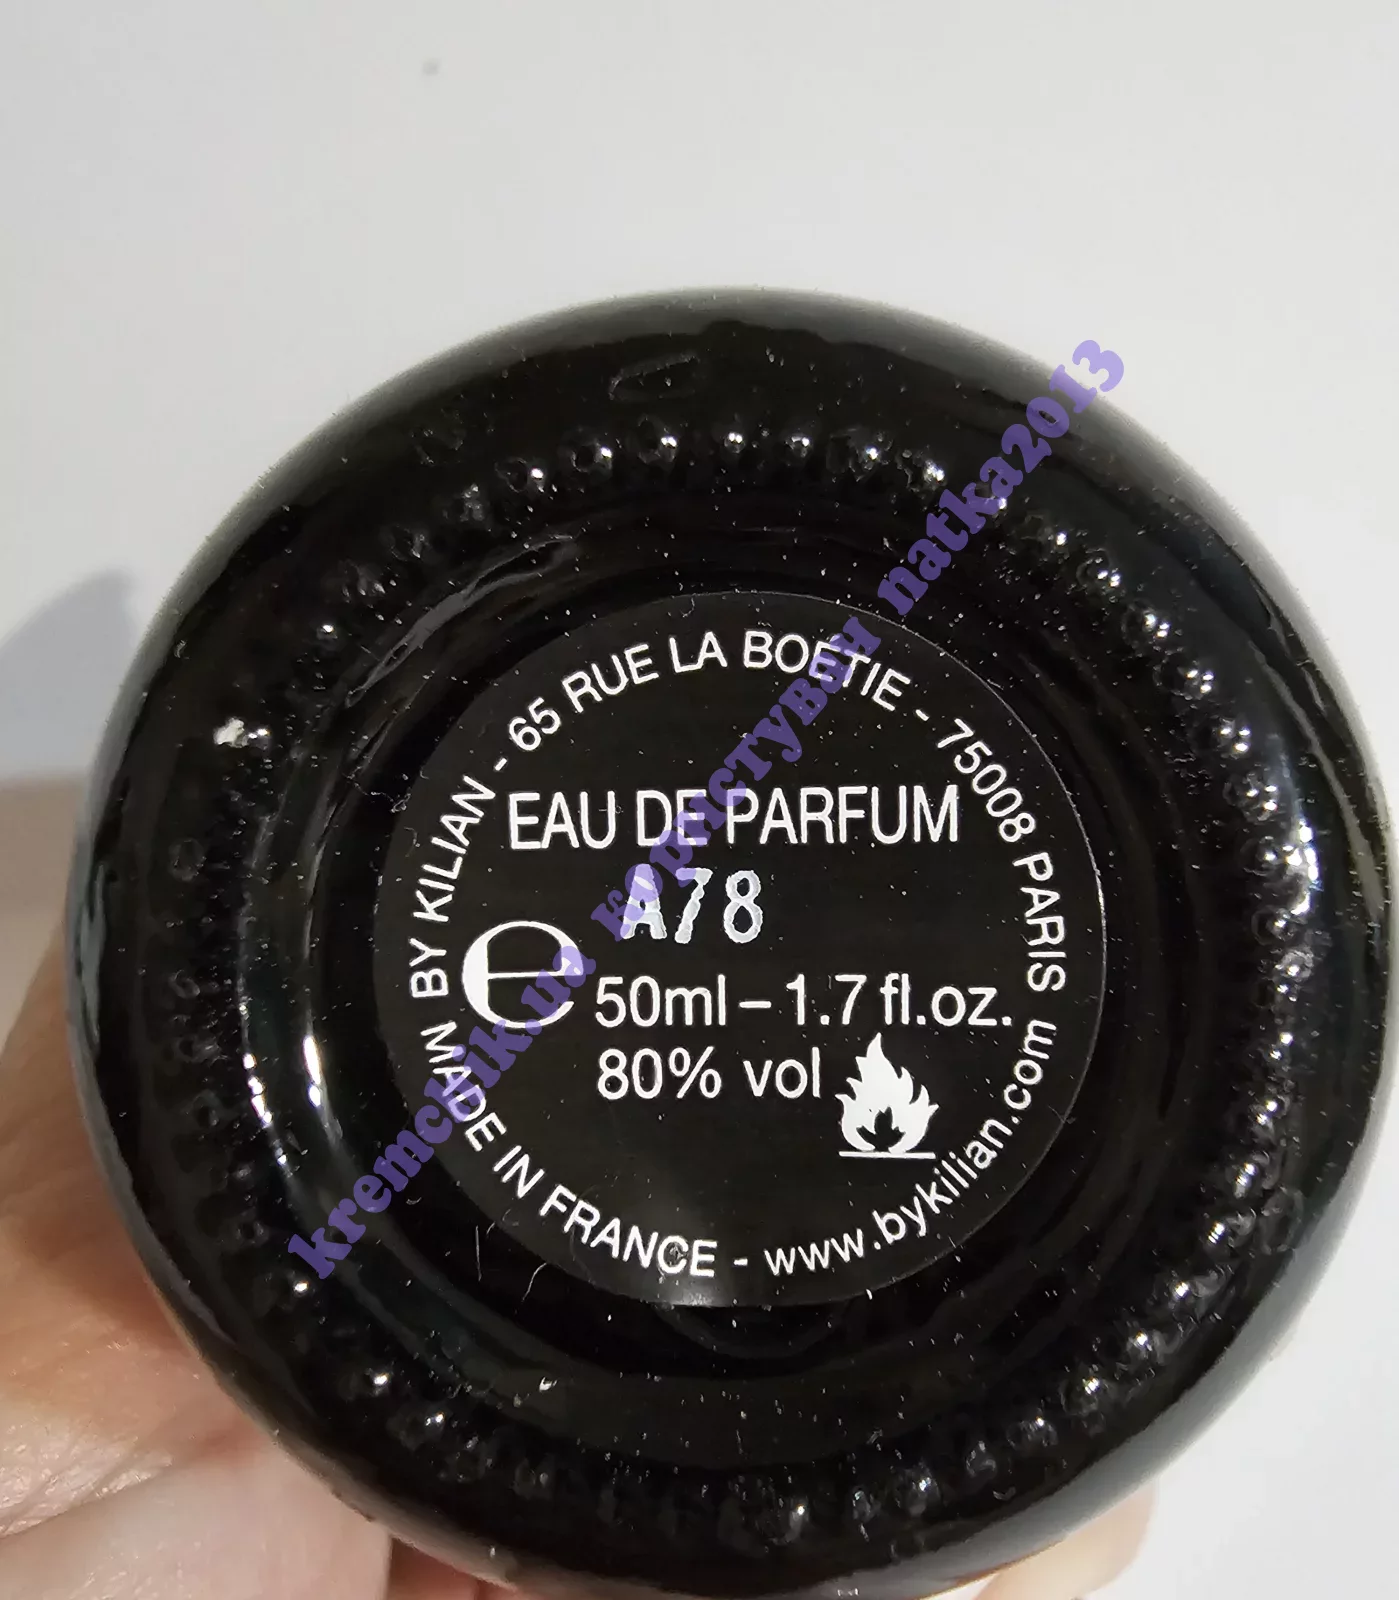 BY KILIAN - 65 RUE LA BOETIE - 75008 PARIS
EAU DE PARFUM
A78
e 50ml – 1.7 fl.oz.
80% vol
MADE IN FRANCE - www.bykilian.com
kremchik.ua користувач natka2013